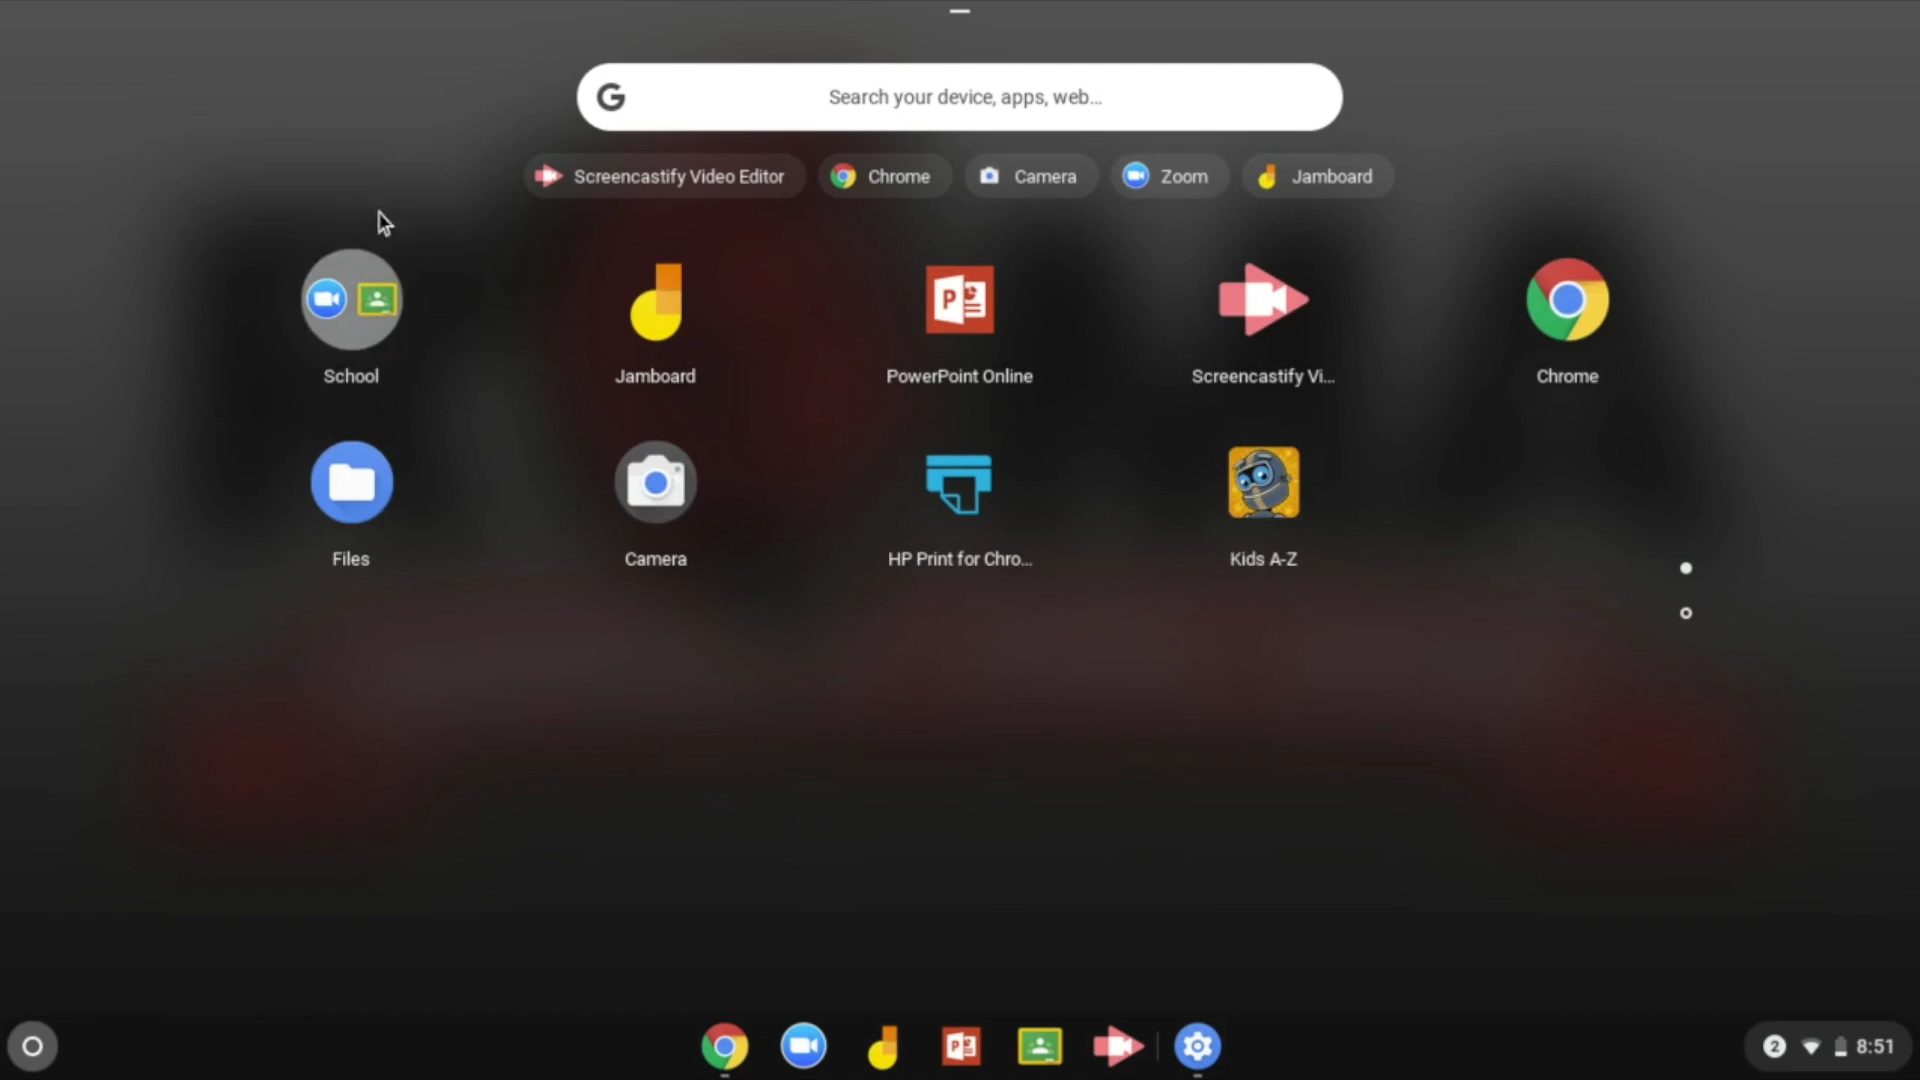 Search your device, apps, web...
Screencastify Video Editor Chrome Camera Zoom Jamboard
School Jamboard PowerPoint Online Screencastify Vi... Chrome
Files Camera HP Print for Chro... Kids A-Z
2 8:51